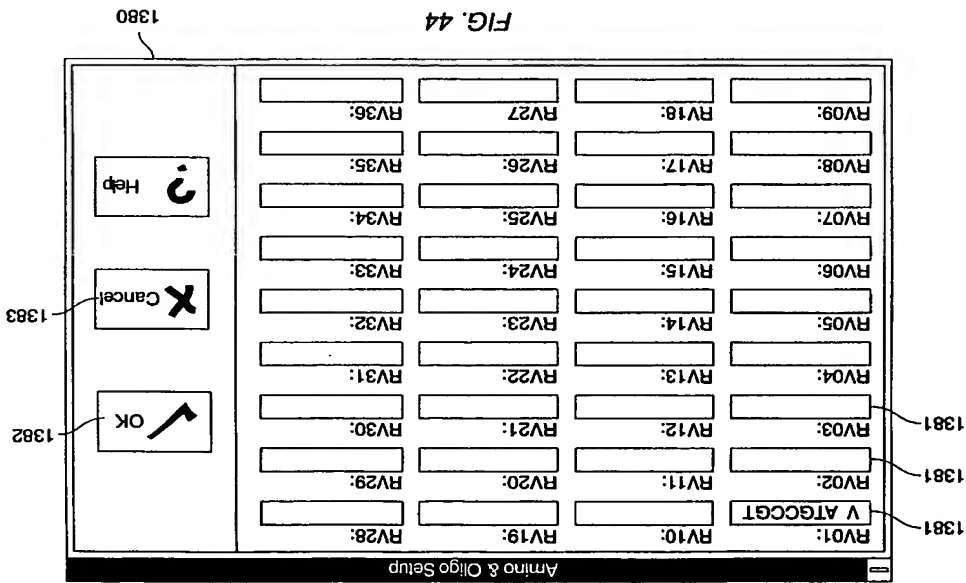 Amino & Oligo Setup
RV01: RV10: RV19: RV28:
1381 V ATGCCGT
RV02: RV11: RV20: RV29:
1381
RV03: RV12: RV21: RV30:
1381 OK 1382
RV04: RV13: RV22: RV31:
RV05: RV14: RV23: RV32:
Cancel 1383
RV06: RV15: RV24: RV33:
RV07: RV16: RV25: RV34:
Help
RV08: RV17: RV26: RV35:
RV09: RV18: RV27 RV36:
1380
FIG. 44